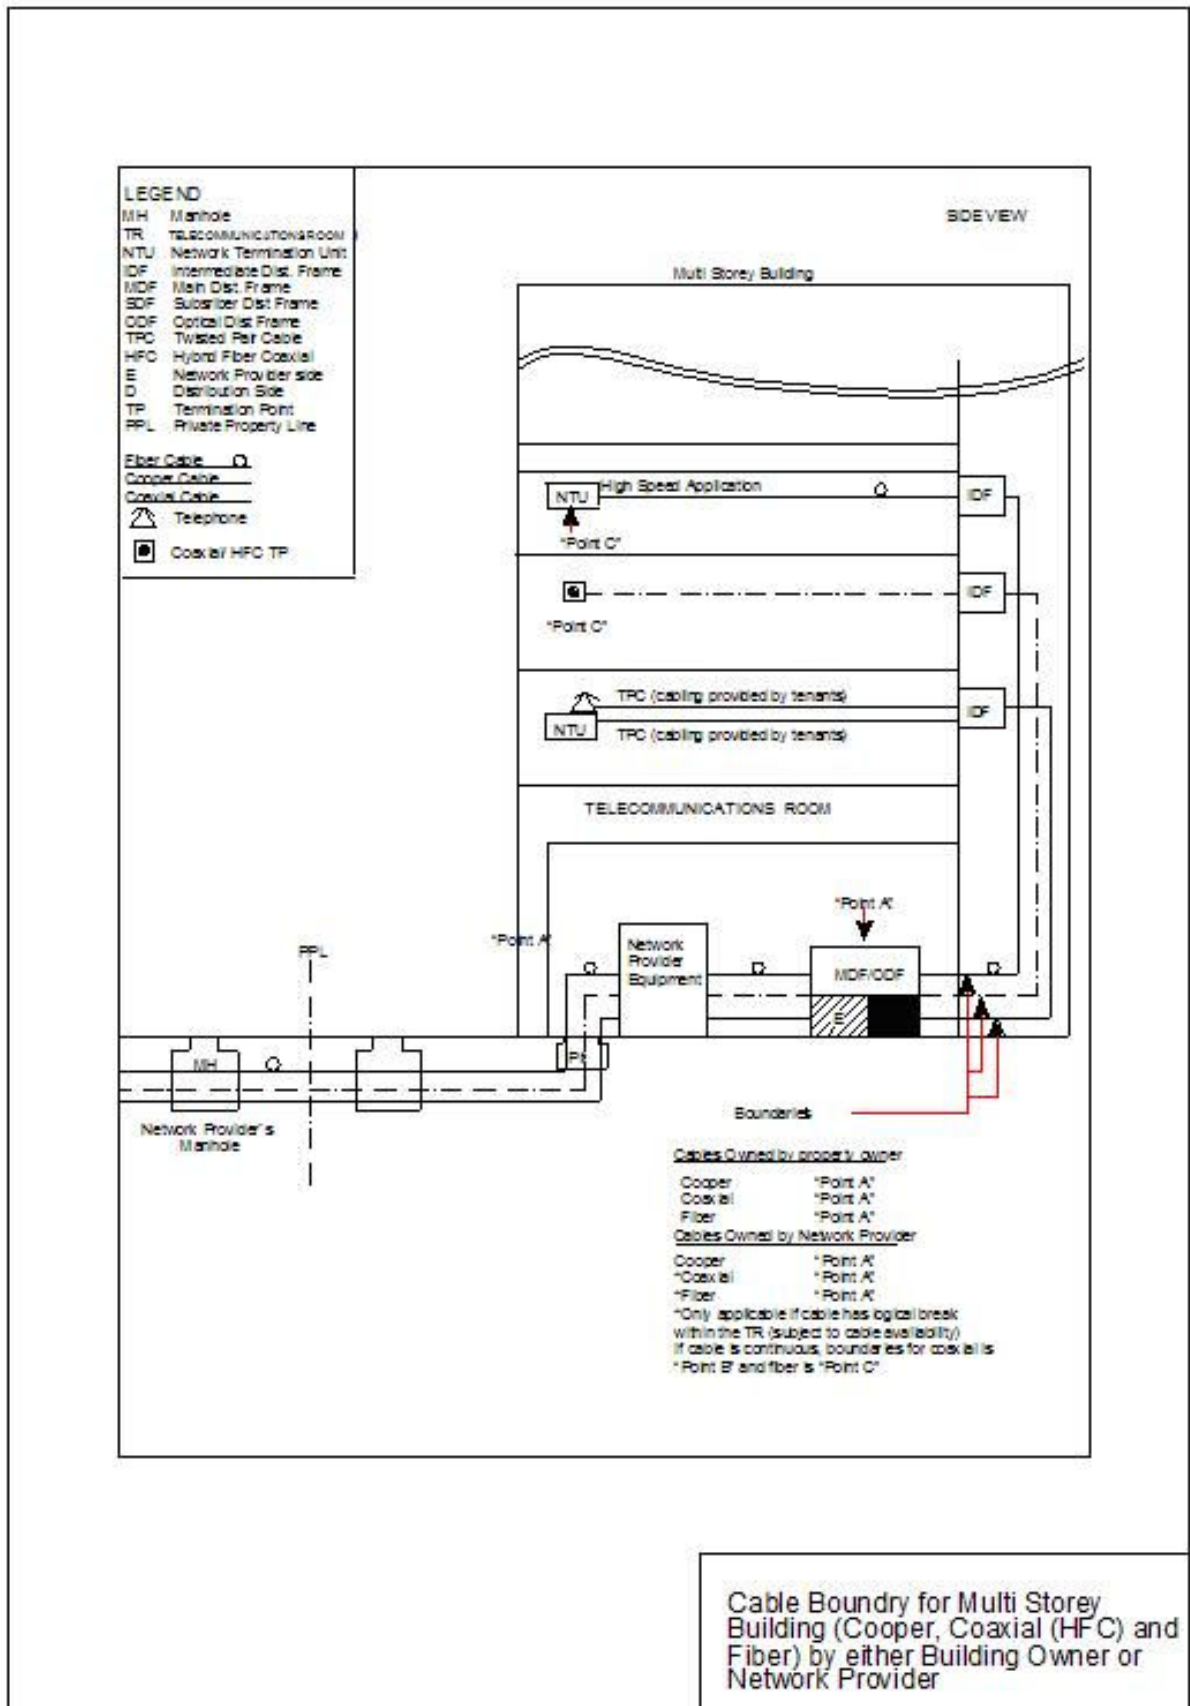 LEGEND
MH Manhole
TR TELECOMMUNICATIONS ROOM
NTU Network Termination Unit
IDF Intermediate Dist. Frame
MDF Main Dist. Frame
SDF Subsriber Dist Frame
ODF Optical Dist Frame
TPC Twisted Pair Cable
HFC Hybrid Fiber Coaxial
E Network Provider side
D Distribution Side
TP Termination Point
PPL Private Property Line
Fiber Cable
Cooper Cable
Coaxial Cable
Telephone
Coaxial/ HFC TP
SIDE VIEW
Multi Storey Building
NTU
High Speed Application
IDF
"Point C"
IDF
"Point C"
TPC (cabling provided by tenants)
NTU
TPC (cabling provided by tenants)
IDF
TELECOMMUNICATIONS ROOM
"Point A"
"Point A"
PPL
Network
Provider
Equipment
MDF/ODF
E
MH
Network Provider's
Manhole
Boundaries
Cables Owned by property owner
Cooper "Point A"
Coaxial "Point A"
Fiber "Point A"
Cables Owned by Network Provider
Cooper "Point A"
*Coaxial "Point A"
*Fiber "Point A"
*Only applicable if cable has logical break
within the TR (subject to cable availability)
If cable is continuous, boundaries for coaxial is
"Point B" and fiber is "Point C"
Cable Boundry for Multi Storey
Building (Cooper, Coaxial (HFC) and
Fiber) by either Building Owner or
Network Provider